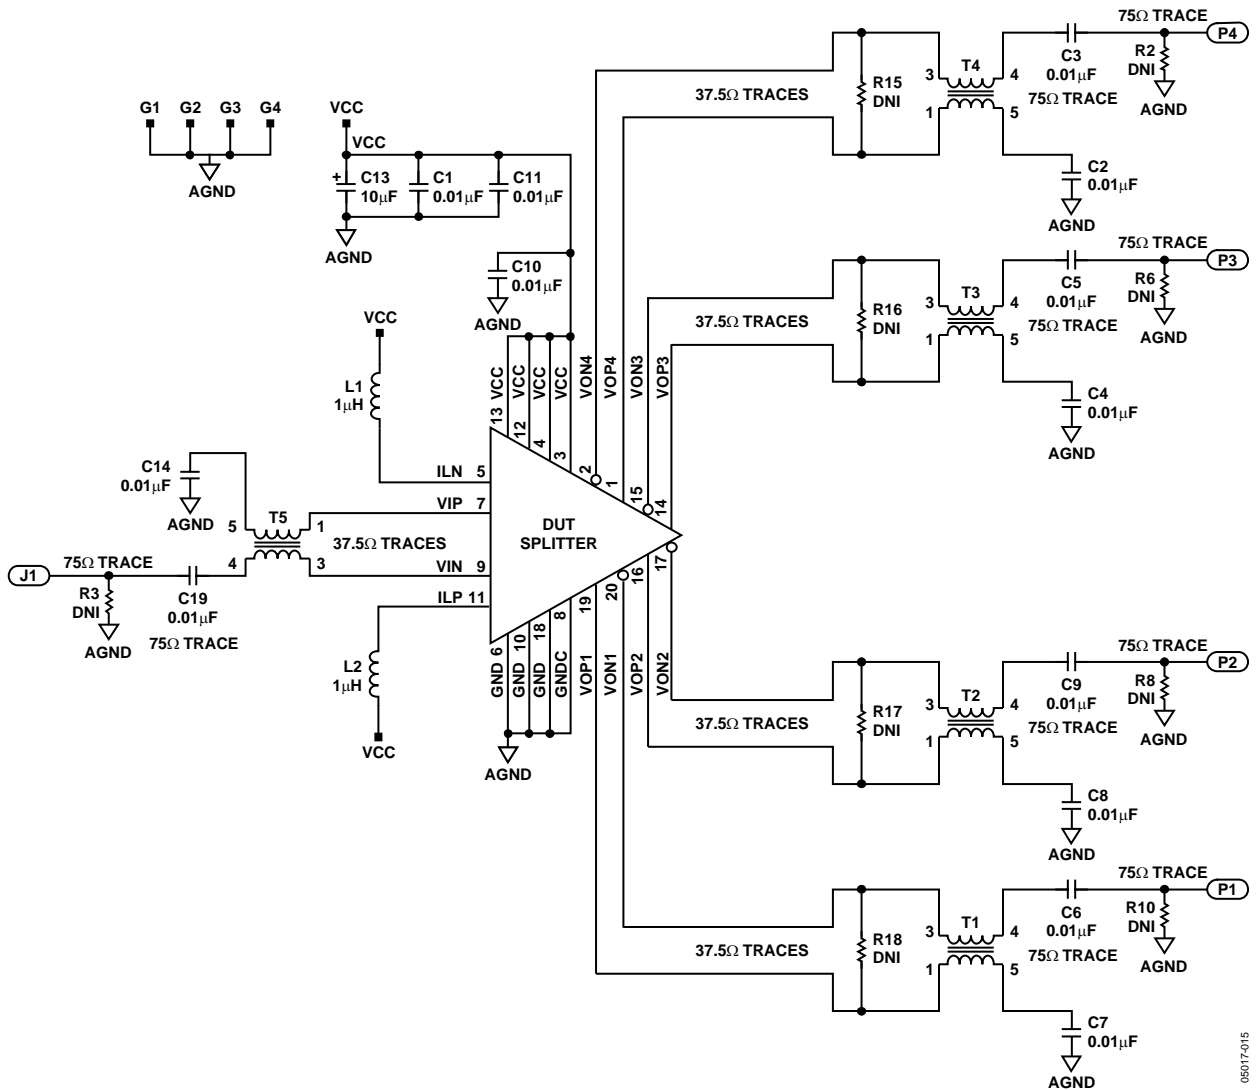 G1 G2 G3 G4
AGND
VCC
VCC
+
C13
10µF
C1
0.01µF
C11
0.01µF
AGND
C10
0.01µF
AGND
VCC
L1
1µH
13 VCC
12 VCC
4 VCC
3 VCC
2 VON4
1 VOP4
15 VON3
14 VOP3
ILN 5
VIP 7
VIN 9
ILP 11
DUT
SPLITTER
C14
0.01µF
AGND
T5
5 1
4 3
37.5Ω TRACES
J1
75Ω TRACE
R3
DNI
AGND
C19
0.01µF
75Ω TRACE
L2
1µH
VCC
GND 6
GND 10
GND 18
GNDC 8
AGND
VOP1 19
VON1 20
VOP2 16
VON2 17
37.5Ω TRACES
R15
DNI
T4
3 4
1 5
C3
0.01µF
75Ω TRACE
75Ω TRACE
P4
R2
DNI
AGND
C2
0.01µF
AGND
37.5Ω TRACES
R16
DNI
T3
3 4
1 5
C5
0.01µF
75Ω TRACE
75Ω TRACE
P3
R6
DNI
AGND
C4
0.01µF
AGND
37.5Ω TRACES
R17
DNI
T2
3 4
1 5
C9
0.01µF
75Ω TRACE
75Ω TRACE
P2
R8
DNI
AGND
C8
0.01µF
AGND
37.5Ω TRACES
R18
DNI
T1
3 4
1 5
C6
0.01µF
75Ω TRACE
75Ω TRACE
P1
R10
DNI
AGND
C7
0.01µF
AGND
05017-015